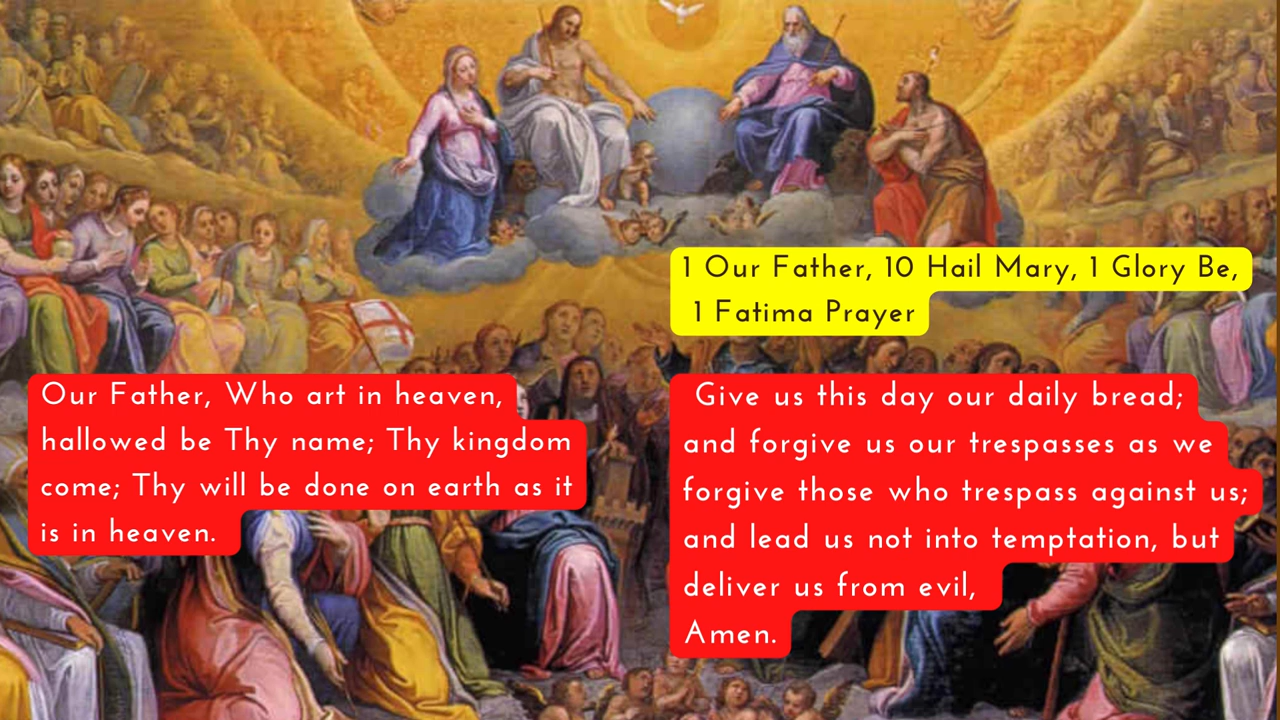 1 Our Father, 10 Hail Mary, 1 Glory Be,
1 Fatima Prayer
Our Father, Who art in heaven,
hallowed be Thy name; Thy kingdom
come; Thy will be done on earth as it
is in heaven.
Give us this day our daily bread;
and forgive us our trespasses as we
forgive those who trespass against us;
and lead us not into temptation, but
deliver us from evil,
Amen.